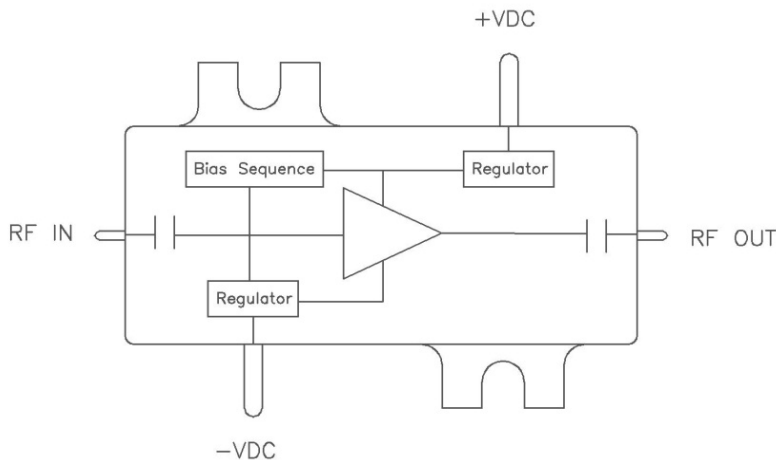 +VDC
Bias Sequence
Regulator
RF IN
RF OUT
Regulator
-VDC